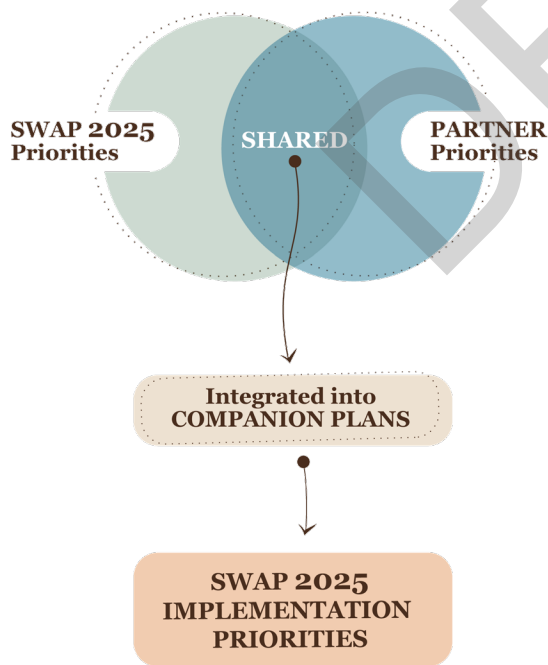 SWAP 2025
Priorities
SHARED
PARTNER
Priorities
Integrated into
COMPANION PLANS
SWAP 2025
IMPLEMENTATION
PRIORITIES